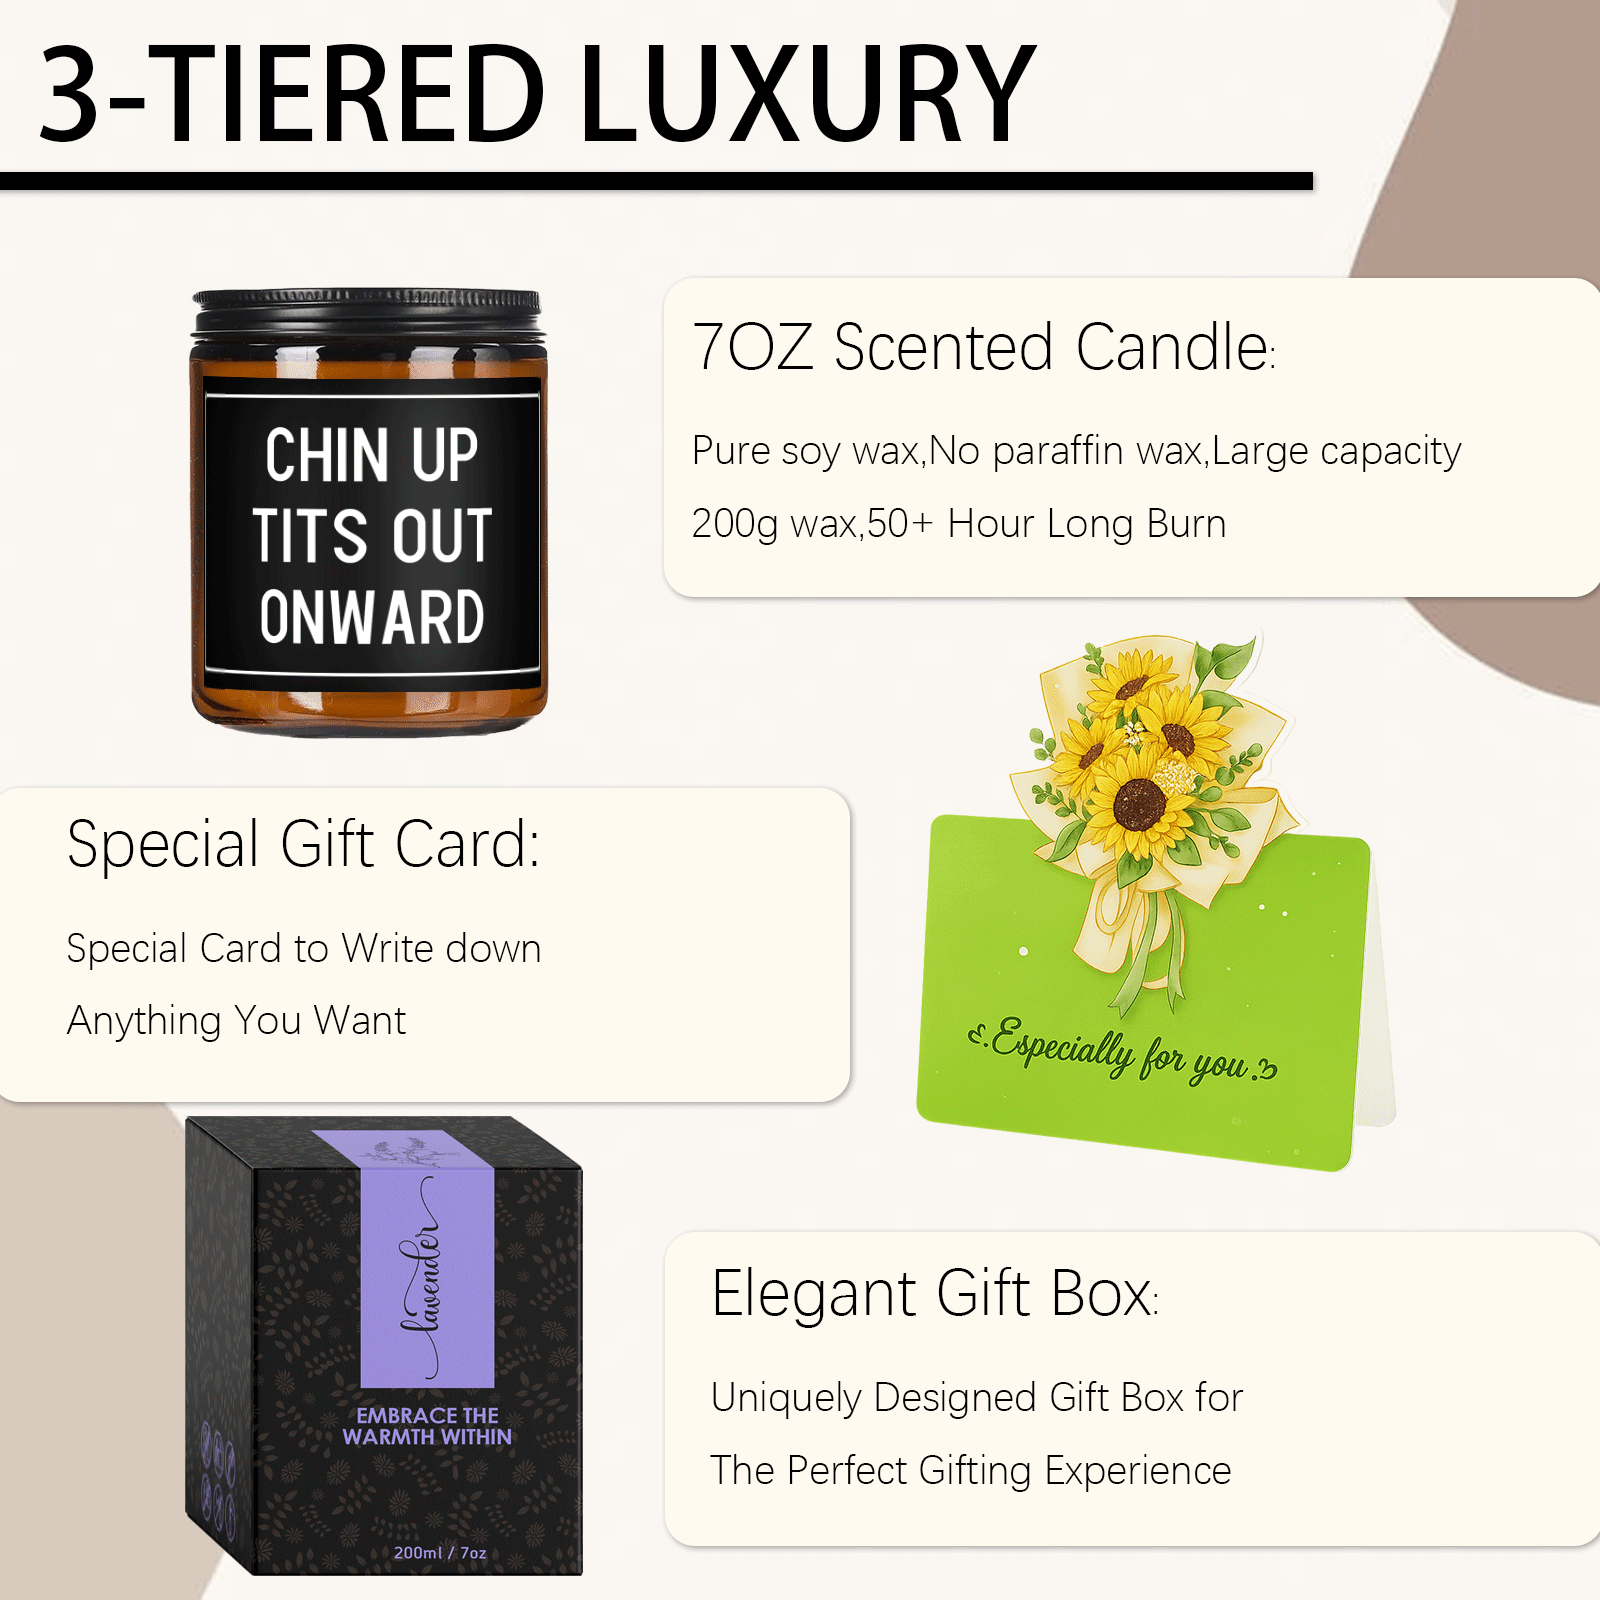 3-TIERED LUXURY
CHIN UP
TITS OUT
ONWARD
7OZ Scented Candle:
Pure soy wax,No paraffin wax,Large capacity
200g wax,50+ Hour Long Burn
Special Gift Card:
Special Card to Write down
Anything You Want
Especially for you
lavender
EMBRACE THE
WARMTH WITHIN
200ml / 7oz
Elegant Gift Box:
Uniquely Designed Gift Box for
The Perfect Gifting Experience